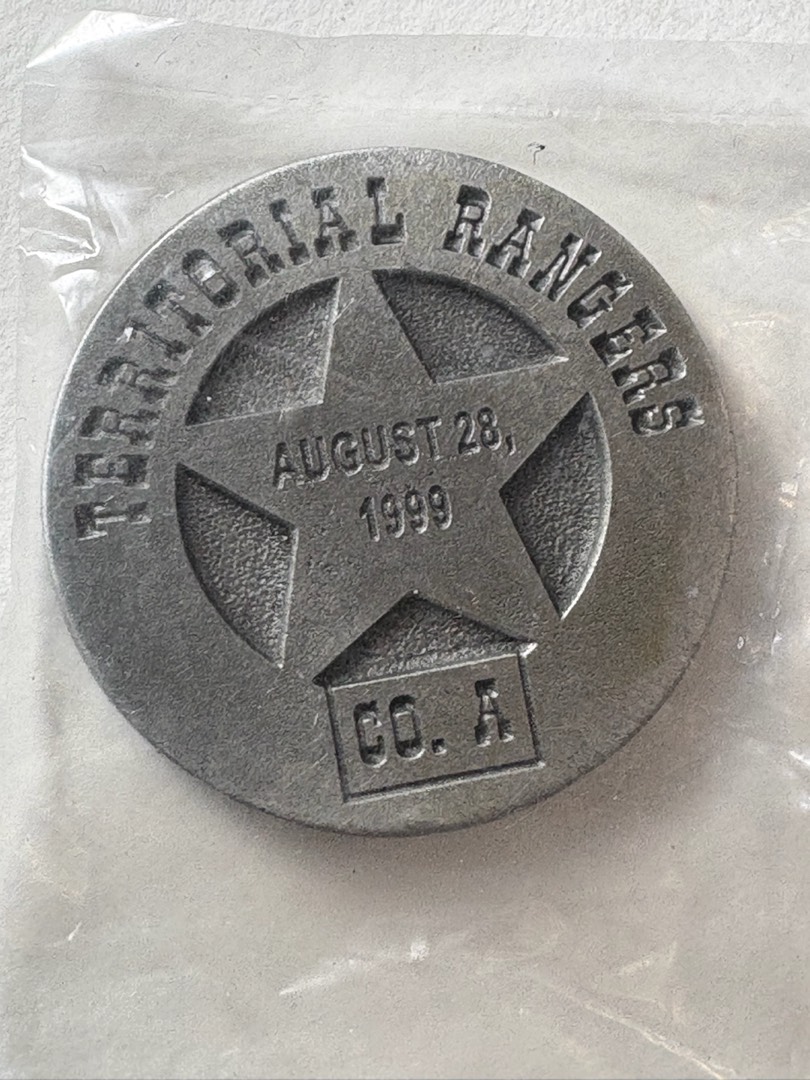 TERRITORIAL RANGERS
AUGUST 28,
1999
CO. A